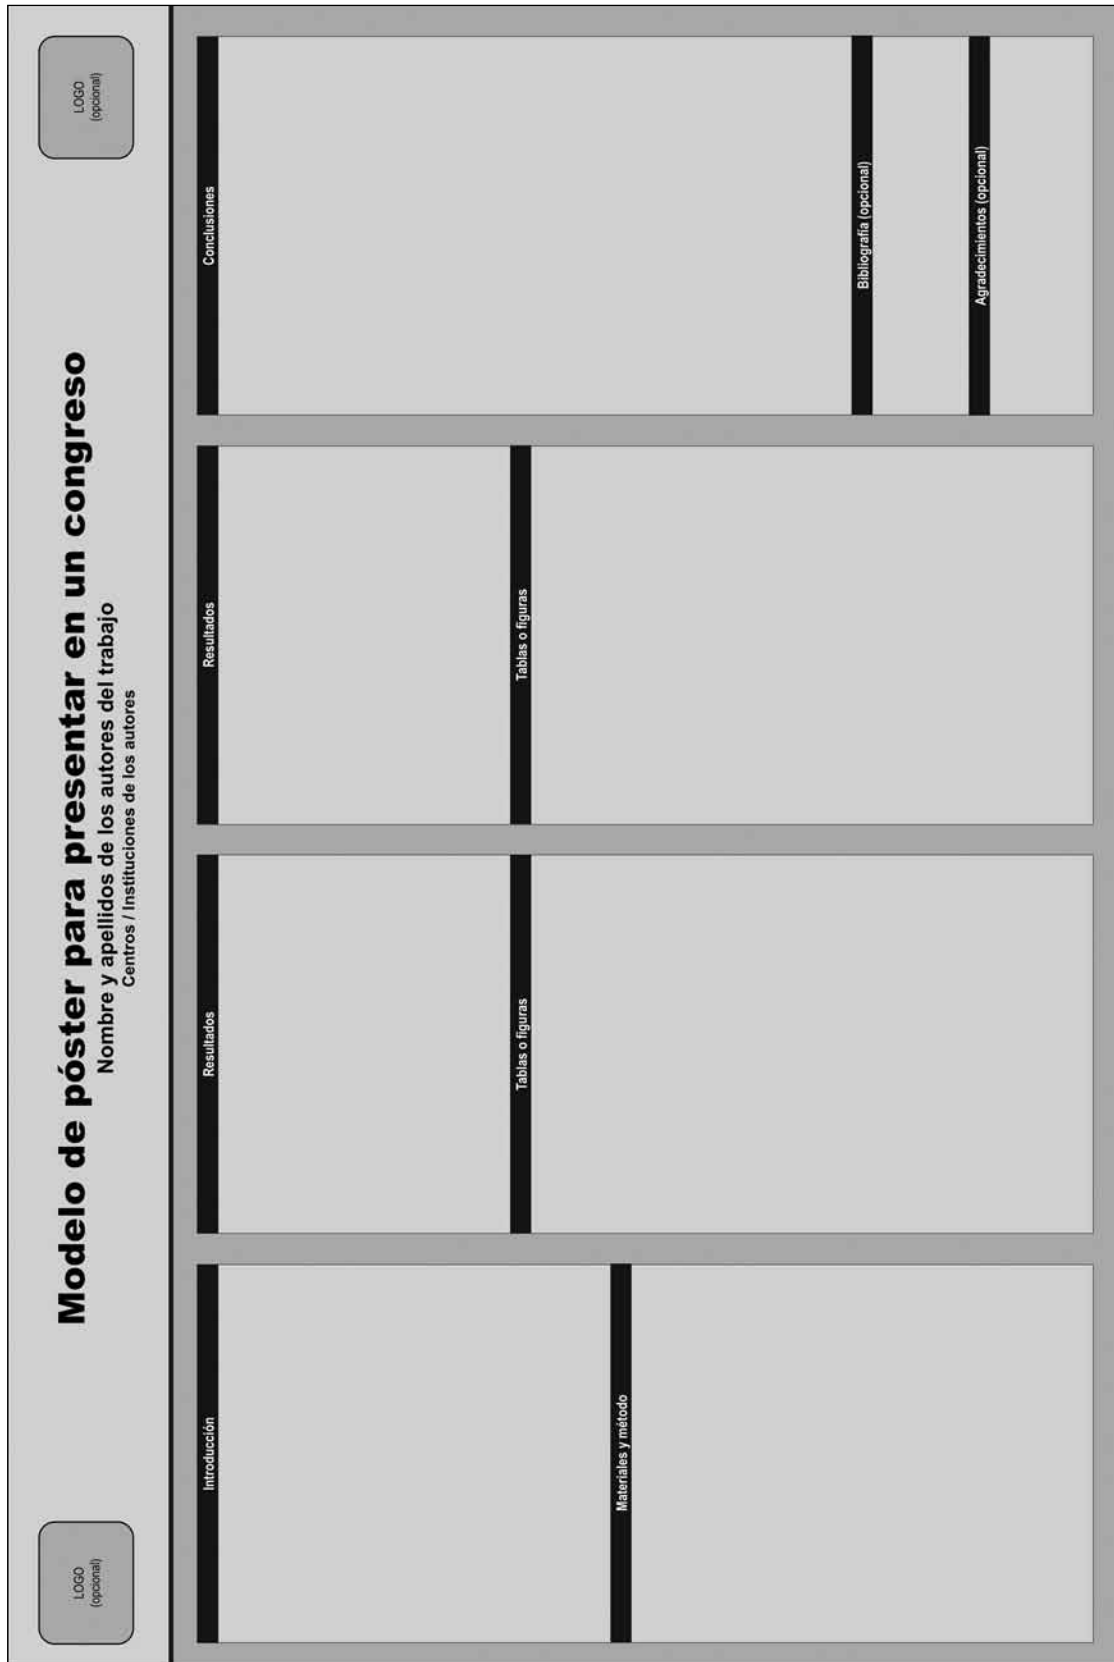 LOGO
(opcional)
Modelo de póster para presentar en un congreso
Nombre y apellidos de los autores del trabajo
Centros / Instituciones de los autores
LOGO
(opcional)
Introducción
Materiales y método
Resultados
Tablas o figuras
Resultados
Tablas o figuras
Conclusiones
Bibliografía (opcional)
Agradecimientos (opcional)